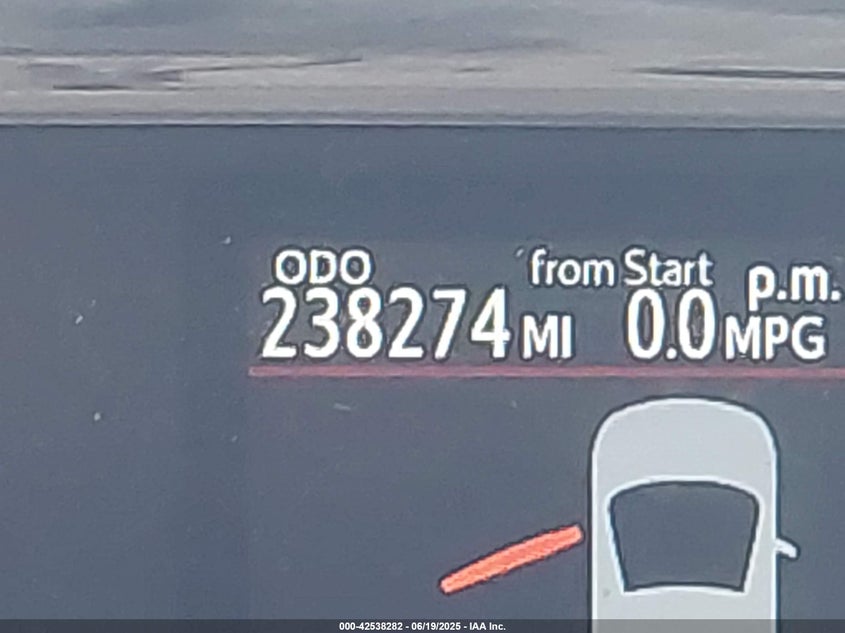 ODO
from Start
p.m.
238274 MI
0.0 MPG
000-42538282 - 06/19/2025 - IAA Inc.